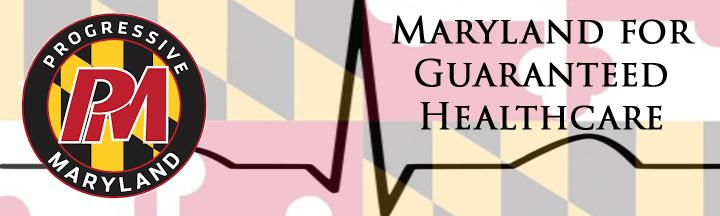 PROGRESSIVE
PM
MARYLAND
MARYLAND FOR
GUARANTEED
HEALTHCARE